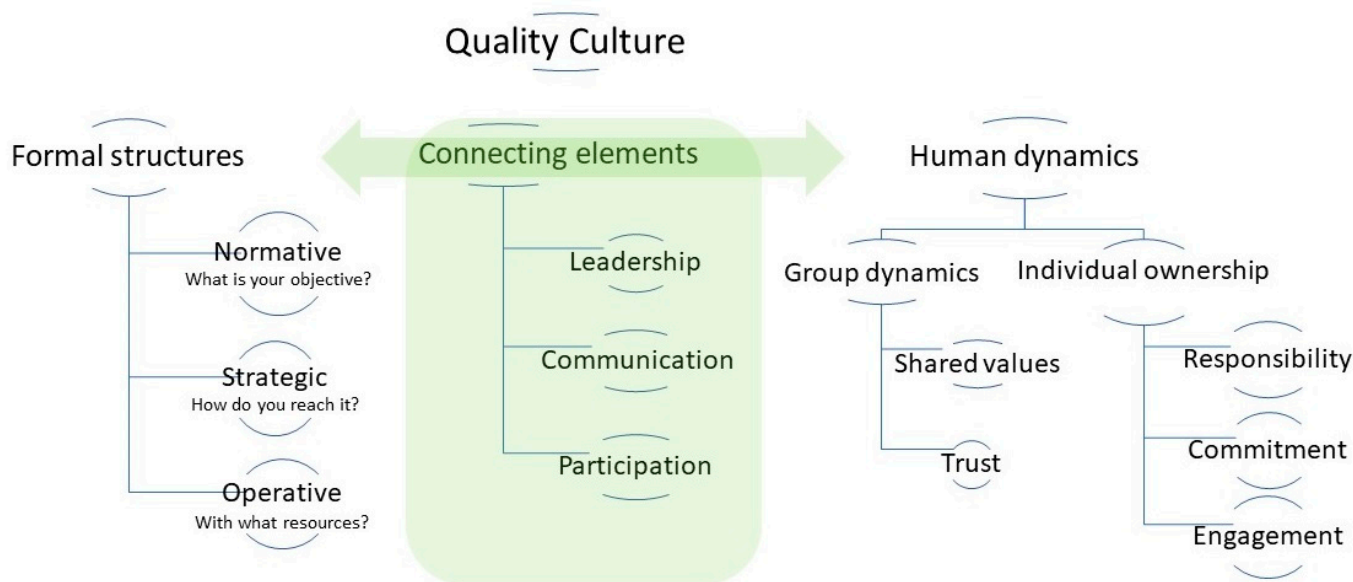 Quality Culture
Formal structures
Normative
What is your objective?
Strategic
How do you reach it?
Operative
With what resources?
Connecting elements
Leadership
Communication
Participation
Human dynamics
Group dynamics
Shared values
Trust
Individual ownership
Responsibility
Commitment
Engagement